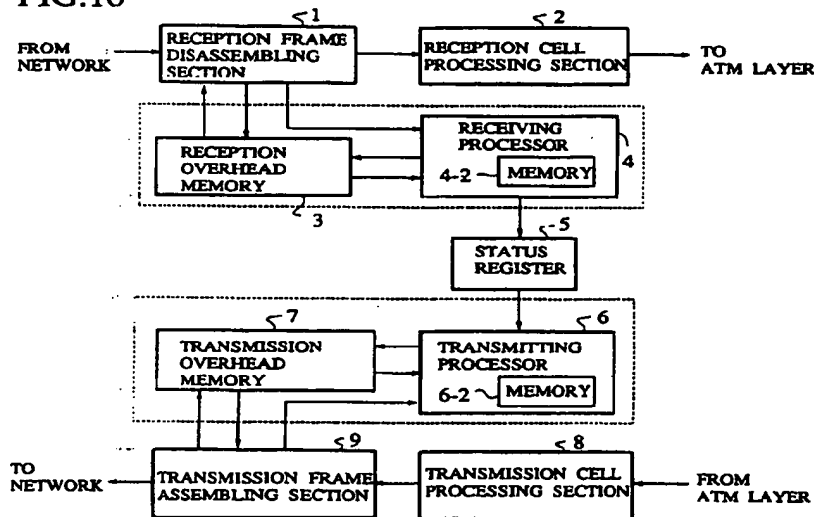 FIG.10
1
2
FROM
NETWORK
RECEPTION FRAME
DISASSEMBLING
SECTION
RECEPTION CELL
PROCESSING SECTION
TO
ATM LAYER
RECEPTION
OVERHEAD
MEMORY
3
RECEIVING
PROCESSOR
4-2
MEMORY
4
5
STATUS
REGISTER
7
TRANSMISSION
OVERHEAD
MEMORY
6
TRANSMITTING
PROCESSOR
6-2
MEMORY
9
8
TO
NETWORK
TRANSMISSION FRAME
ASSEMBLING SECTION
TRANSMISSION CELL
PROCESSING SECTION
FROM
ATM LAYER